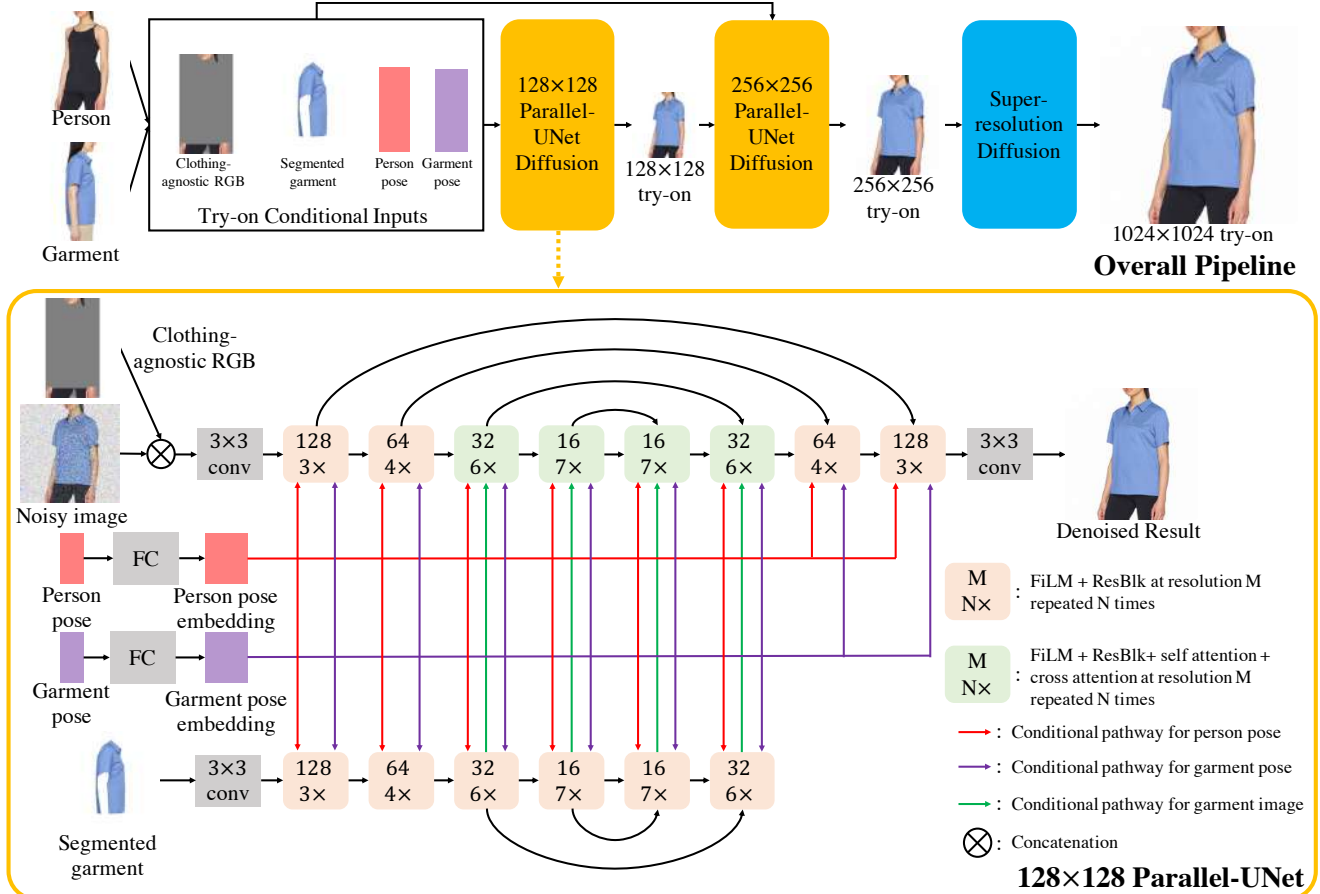 Person
Garment
Clothing-
agnostic RGB
Segmented
garment
Person
pose
Garment
pose
Try-on Conditional Inputs
128×128
Parallel-
UNet
Diffusion
128×128
try-on
256×256
Parallel-
UNet
Diffusion
256×256
try-on
Super-
resolution
Diffusion
1024×1024 try-on
Overall Pipeline
Clothing-
agnostic RGB
Noisy image
3×3
conv
128
3×
64
4×
32
6×
16
7×
16
7×
32
6×
64
4×
128
3×
3×3
conv
Denoised Result
Person
pose
FC
Person pose
embedding
Garment
pose
FC
Garment pose
embedding
Segmented
garment
3×3
conv
128
3×
64
4×
32
6×
16
7×
16
7×
32
6×
M
N×
: FiLM + ResBlk at resolution M
repeated N times
M
N×
: FiLM + ResBlk+ self attention +
cross attention at resolution M
repeated N times
: Conditional pathway for person pose
: Conditional pathway for garment pose
: Conditional pathway for garment image
: Concatenation
128×128 Parallel-UNet